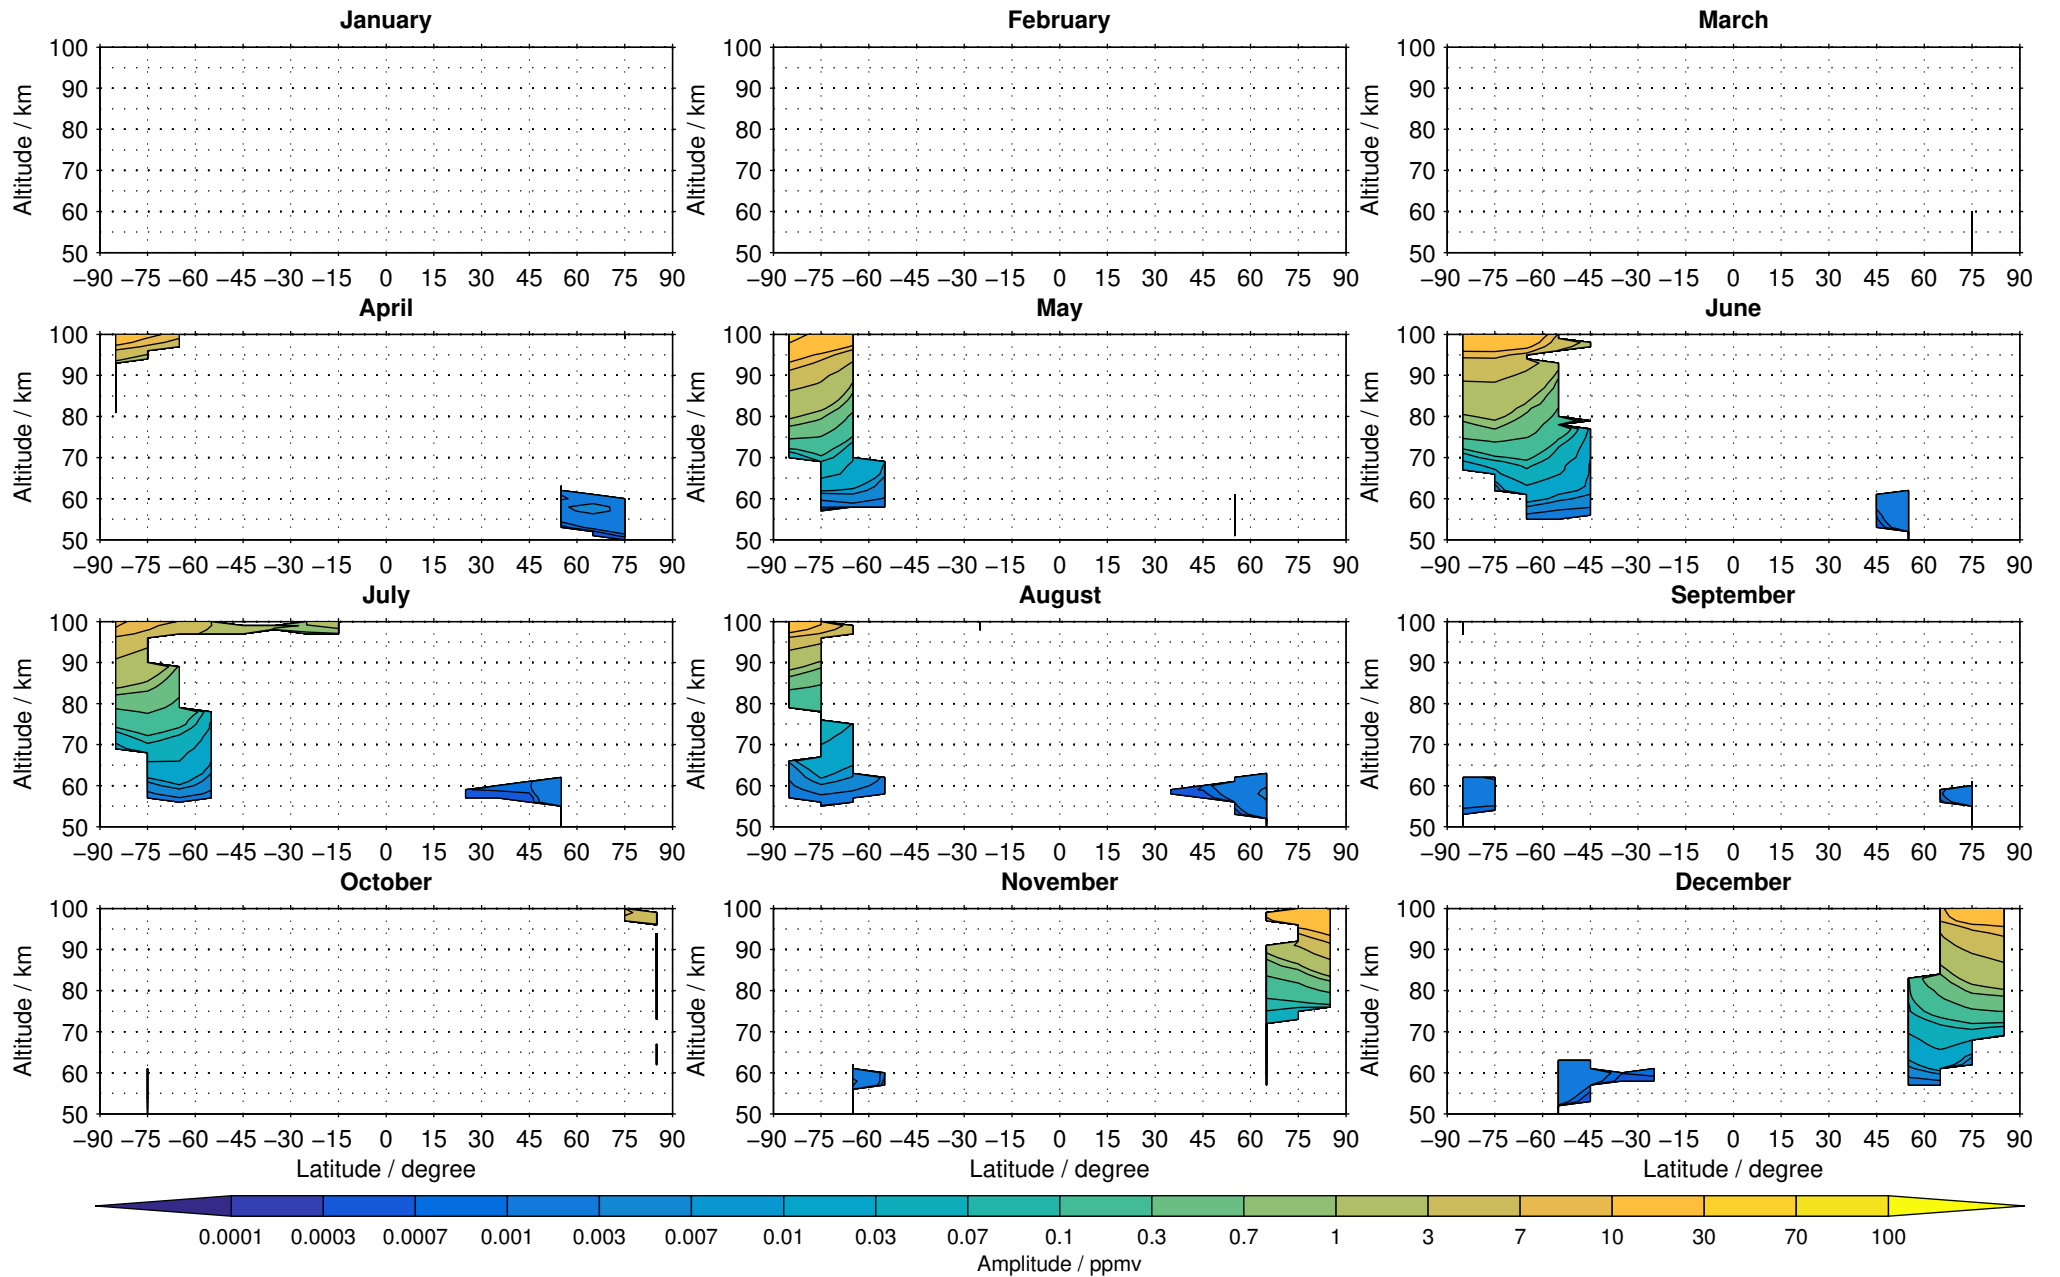 January February March
100 100 100
90 90 90
80 80 80
70 70 70
60 60 60
50 50 50
Altitude / km Altitude / km Altitude / km
−90 −75 −60 −45 −30 −15 0 15 30 45 60 75 90 −90 −75 −60 −45 −30 −15 0 15 30 45 60 75 90 −90 −75 −60 −45 −30 −15 0 15 30 45 60 75 90
April May June
100 100 100
90 90 90
80 80 80
70 70 70
60 60 60
50 50 50
Altitude / km Altitude / km Altitude / km
−90 −75 −60 −45 −30 −15 0 15 30 45 60 75 90 −90 −75 −60 −45 −30 −15 0 15 30 45 60 75 90 −90 −75 −60 −45 −30 −15 0 15 30 45 60 75 90
July August September
100 100 100
90 90 90
80 80 80
70 70 70
60 60 60
50 50 50
Altitude / km Altitude / km Altitude / km
−90 −75 −60 −45 −30 −15 0 15 30 45 60 75 90 −90 −75 −60 −45 −30 −15 0 15 30 45 60 75 90 −90 −75 −60 −45 −30 −15 0 15 30 45 60 75 90
October November December
100 100 100
90 90 90
80 80 80
70 70 70
60 60 60
50 50 50
Altitude / km Altitude / km Altitude / km
−90 −75 −60 −45 −30 −15 0 15 30 45 60 75 90 −90 −75 −60 −45 −30 −15 0 15 30 45 60 75 90 −90 −75 −60 −45 −30 −15 0 15 30 45 60 75 90
Latitude / degree Latitude / degree Latitude / degree
0.0001 0.0003 0.0007 0.001 0.003 0.007 0.01 0.03 0.07 0.1 0.3 0.7 1 3 7 10 30 70 100
Amplitude / ppmv